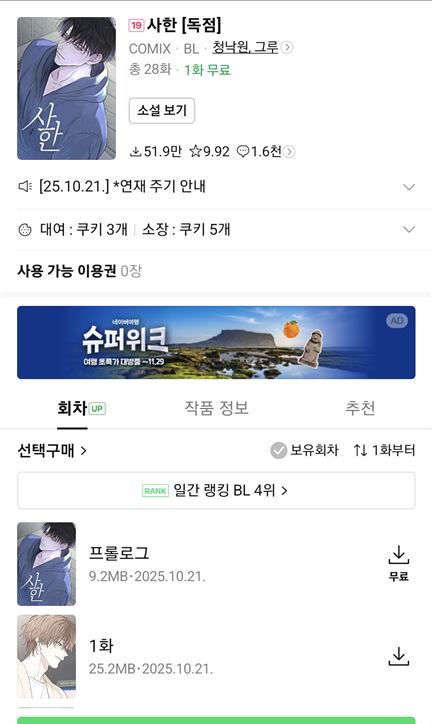 19 사한 [독점]
COMIX · BL · 청낙원, 그루
총 28화 · 1화 무료
소설 보기
51.9만 9.92 1.6천
사한
[25.10.21.] *연재 주기 안내
대여 : 쿠키 3개 | 소장 : 쿠키 5개
사용 가능 이용권 0장
네이버여행
슈퍼위크
여행 초특가 대방출 ~11.29
AD
회차 UP 작품 정보 추천
선택구매
보유회차 1화부터
RANK 일간 랭킹 BL 4위
프롤로그
9.2MB·2025.10.21.
무료
사한
1화
25.2MB·2025.10.21.